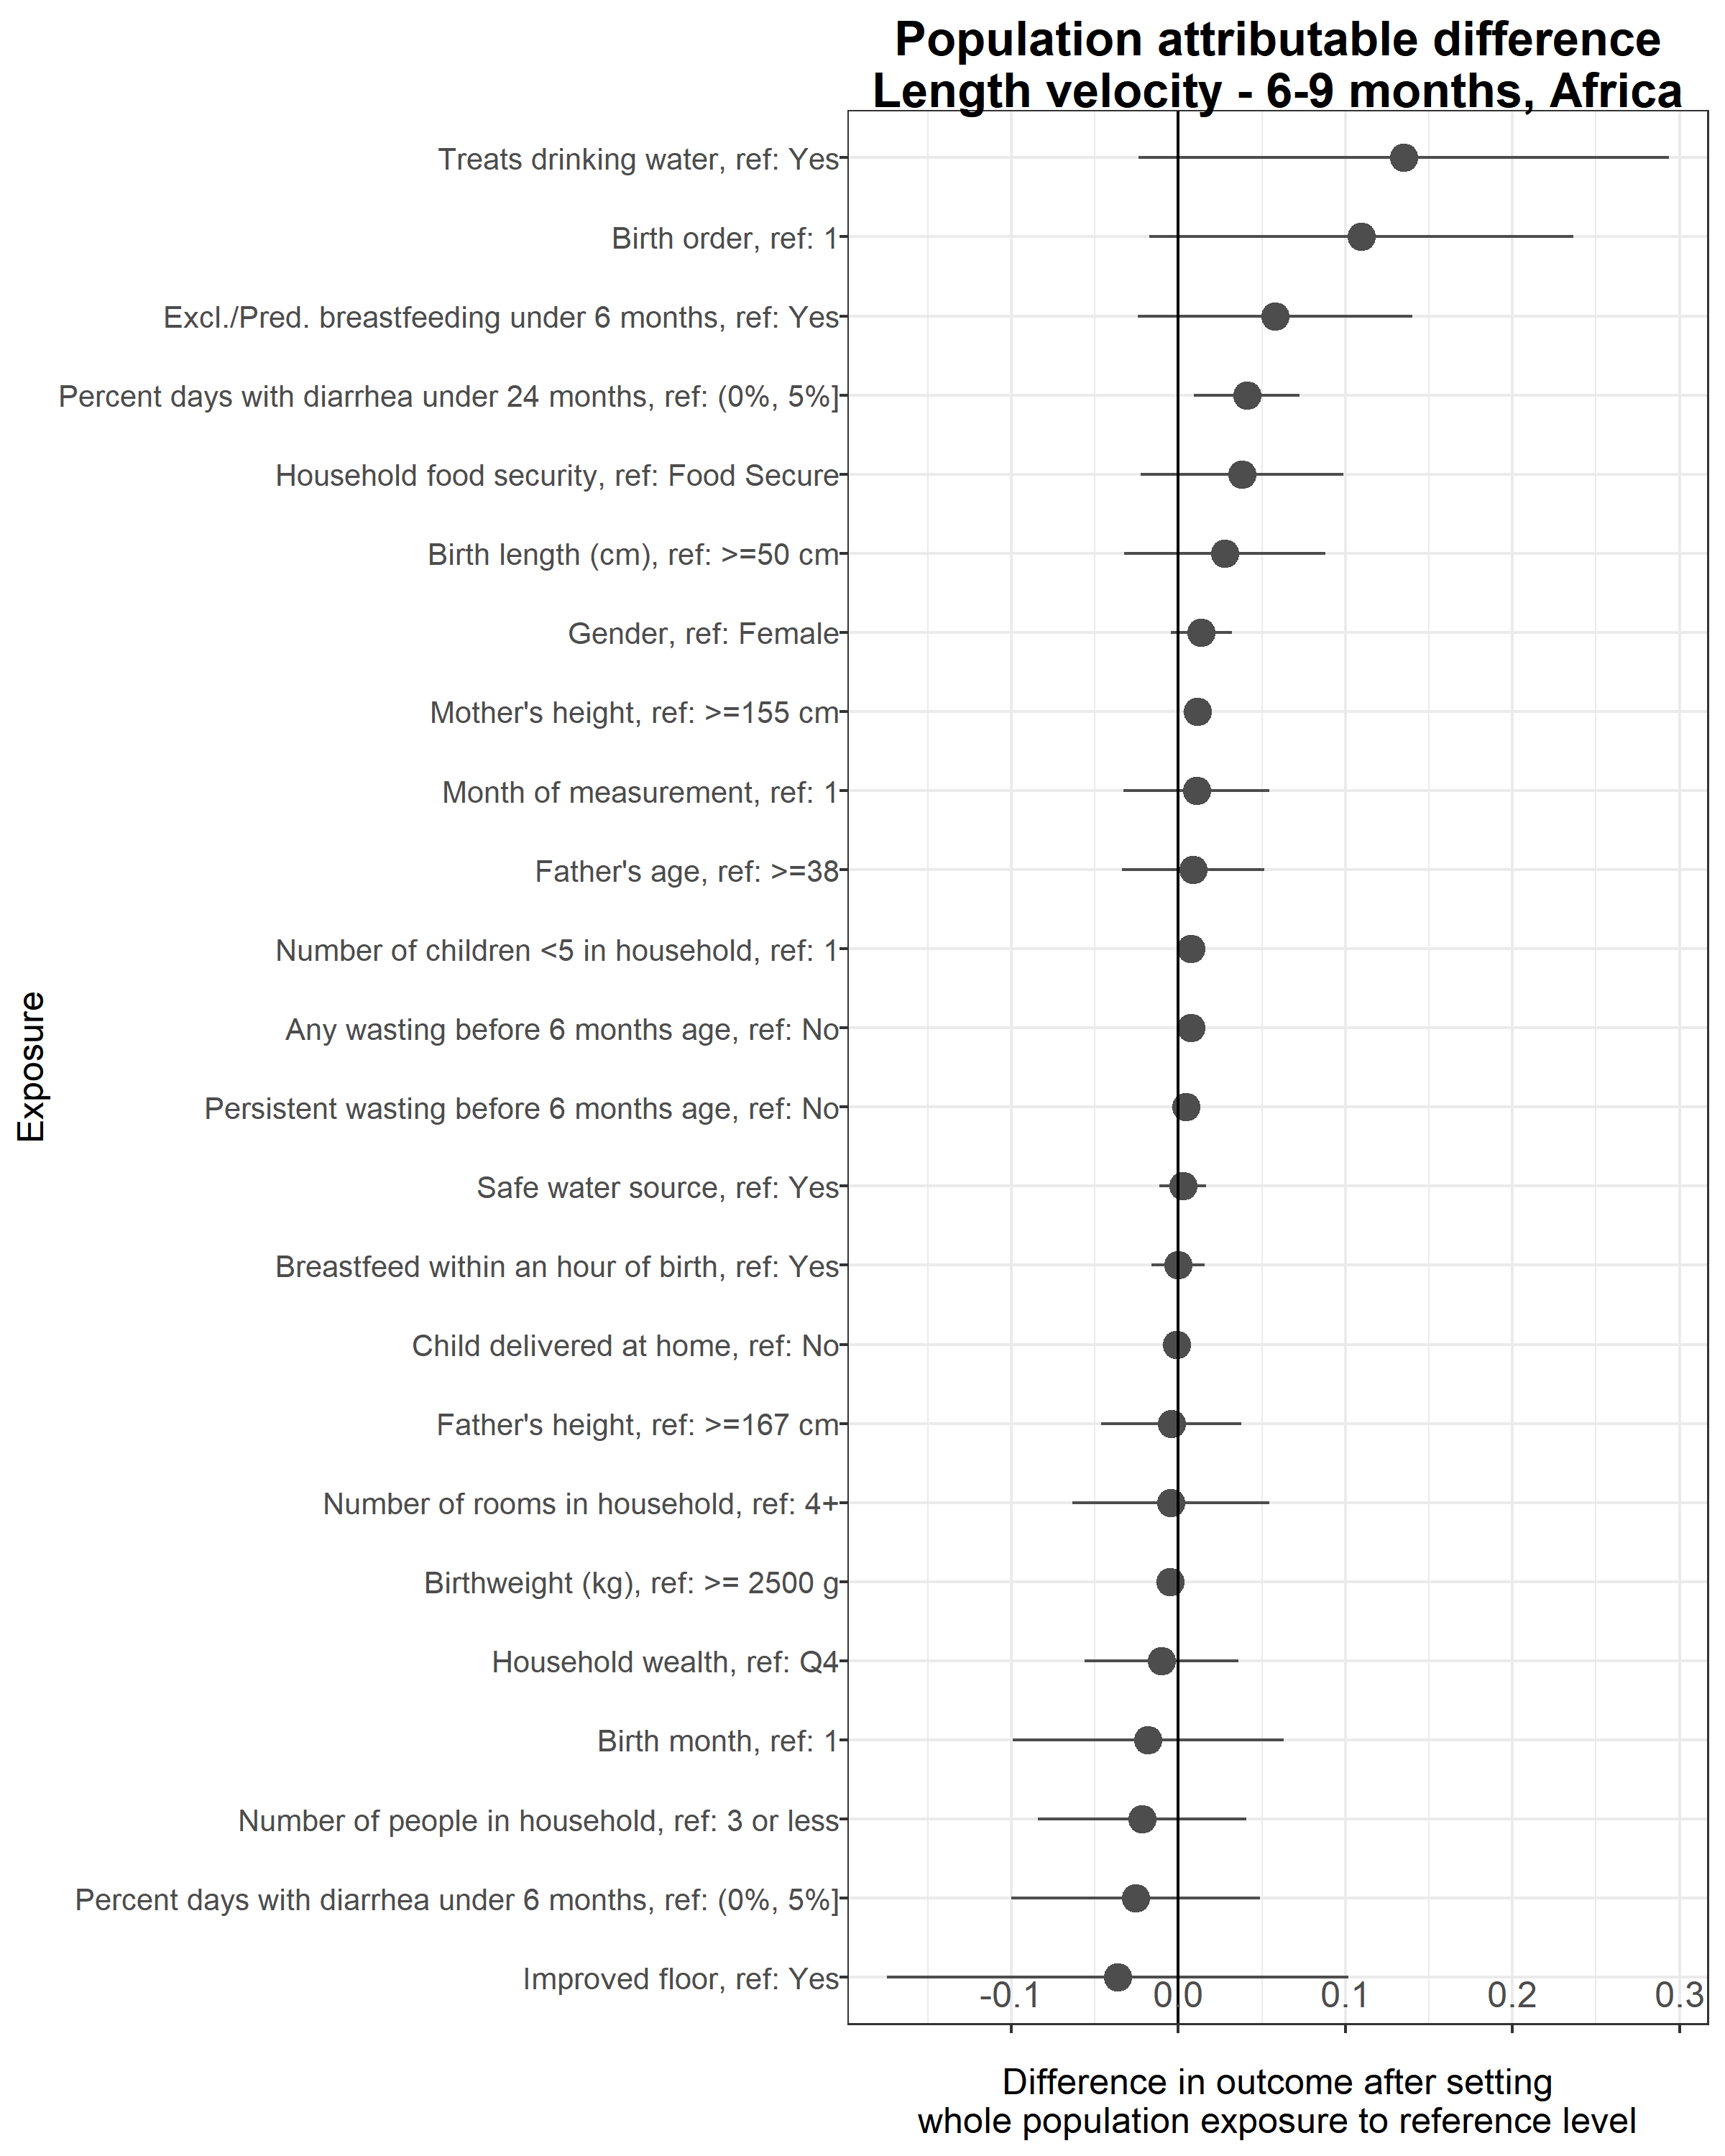 Population attributable difference
Length velocity - 6-9 months, Africa
Treats drinking water, ref: Yes
Birth order, ref: 1
Excl./Pred. breastfeeding under 6 months, ref: Yes
Percent days with diarrhea under 24 months, ref: (0%, 5%]
Household food security, ref: Food Secure
Birth length (cm), ref: >=50 cm
Gender, ref: Female
Mother's height, ref: >=155 cm
Month of measurement, ref: 1
Father's age, ref: >=38
Number of children <5 in household, ref: 1
Any wasting before 6 months age, ref: No
Persistent wasting before 6 months age, ref: No
Safe water source, ref: Yes
Breastfeed within an hour of birth, ref: Yes
Child delivered at home, ref: No
Father's height, ref: >=167 cm
Number of rooms in household, ref: 4+
Birthweight (kg), ref: >= 2500 g
Household wealth, ref: Q4
Birth month, ref: 1
Number of people in household, ref: 3 or less
Percent days with diarrhea under 6 months, ref: (0%, 5%]
Improved floor, ref: Yes
Exposure
-0.1 0.0 0.1 0.2 0.3
Difference in outcome after setting
whole population exposure to reference level